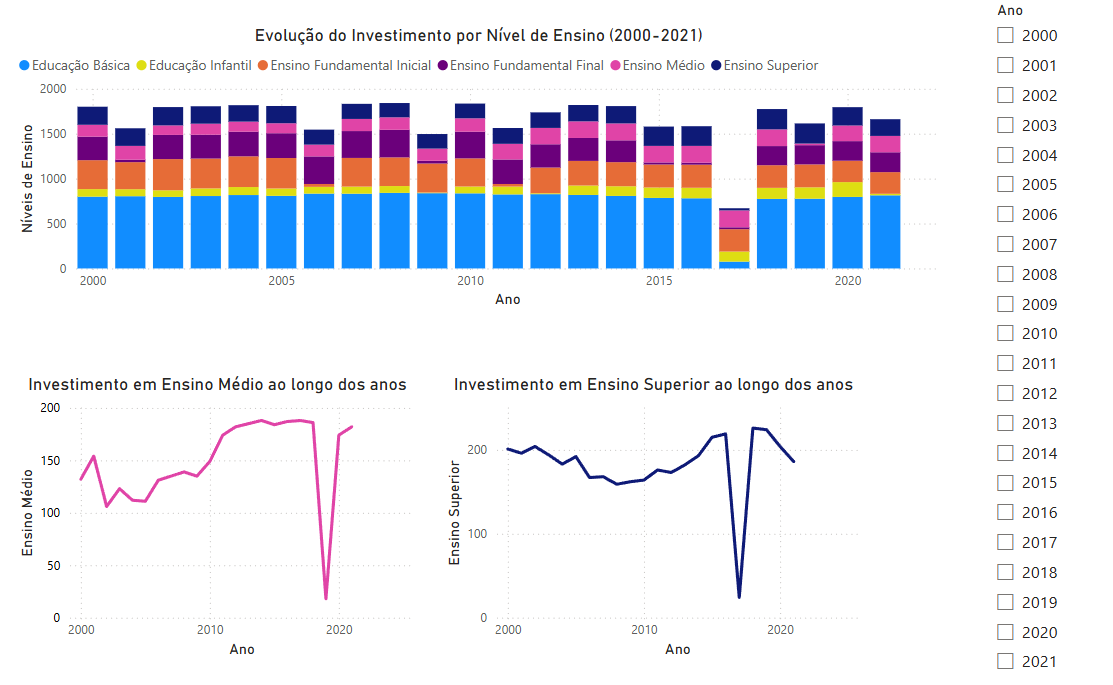 Evolução do Investimento por Nível de Ensino (2000-2021)
Educação Básica Educação Infantil Ensino Fundamental Inicial Ensino Fundamental Final Ensino Médio Ensino Superior
Níveis de Ensino
2000
1500
1000
500
0
2000 2005 2010 2015 2020
Ano
Investimento em Ensino Médio ao longo dos anos
Ensino Médio
200
150
100
50
0
2000 2010 2020
Ano
Investimento em Ensino Superior ao longo dos anos
Ensino Superior
200
100
0
2000 2010 2020
Ano
Ano
2000
2001
2002
2003
2004
2005
2006
2007
2008
2009
2010
2011
2012
2013
2014
2015
2016
2017
2018
2019
2020
2021